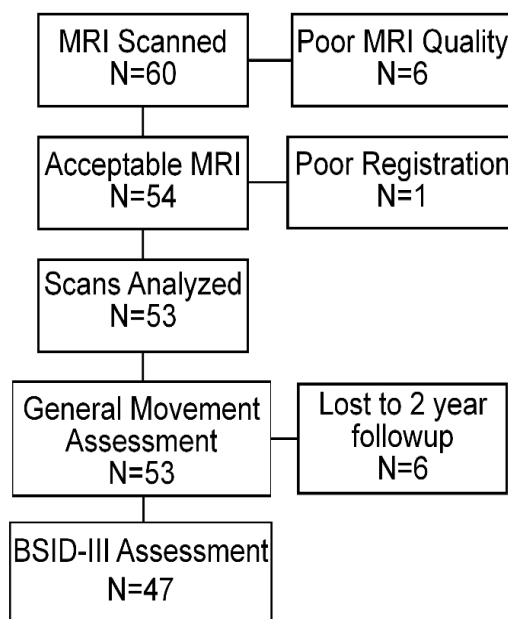 MRI Scanned
N=60
Poor MRI Quality
N=6
Acceptable MRI
N=54
Poor Registration
N=1
Scans Analyzed
N=53
General Movement
Assessment
N=53
Lost to 2 year
followup
N=6
BSID-III Assessment
N=47